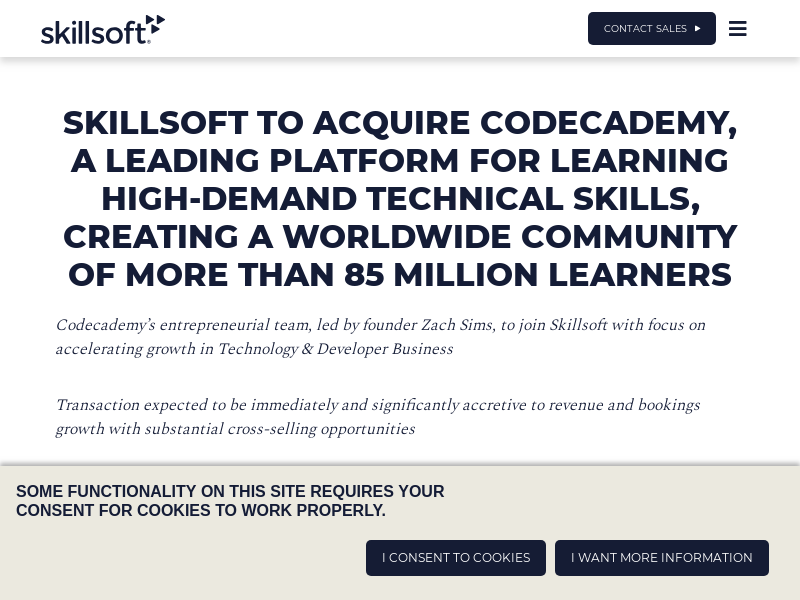 skillsoft
CONTACT SALES
SKILLSOFT TO ACQUIRE CODECADEMY,
A LEADING PLATFORM FOR LEARNING
HIGH-DEMAND TECHNICAL SKILLS,
CREATING A WORLDWIDE COMMUNITY
OF MORE THAN 85 MILLION LEARNERS
Codecademy’s entrepreneurial team, led by founder Zach Sims, to join Skillsoft with focus on
accelerating growth in Technology & Developer Business
Transaction expected to be immediately and significantly accretive to revenue and bookings
growth with substantial cross-selling opportunities
SOME FUNCTIONALITY ON THIS SITE REQUIRES YOUR
CONSENT FOR COOKIES TO WORK PROPERLY.
I CONSENT TO COOKIES
I WANT MORE INFORMATION